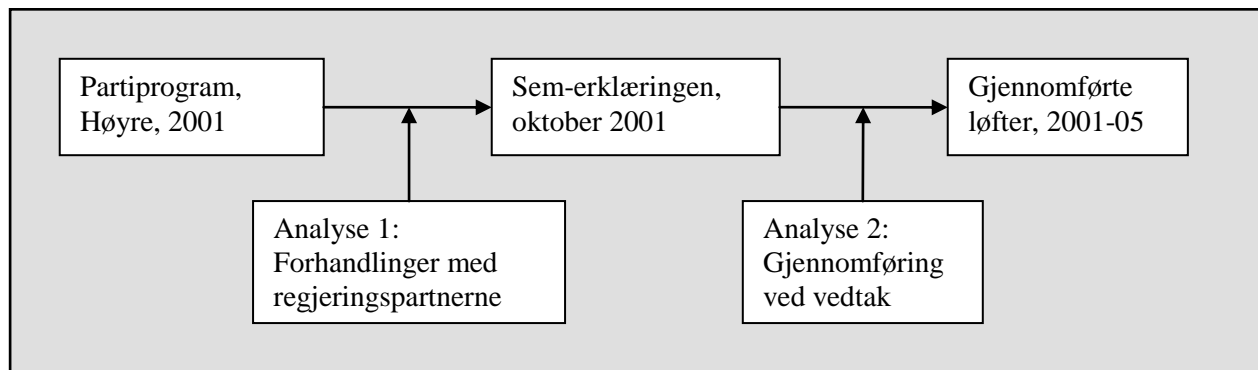 Partiprogram,
Høyre, 2001
Sem-erklæringen,
oktober 2001
Gjennomførte
løfter, 2001-05
Analyse 1:
Forhandlinger med
regjeringspartnerne
Analyse 2:
Gjennomføring
ved vedtak